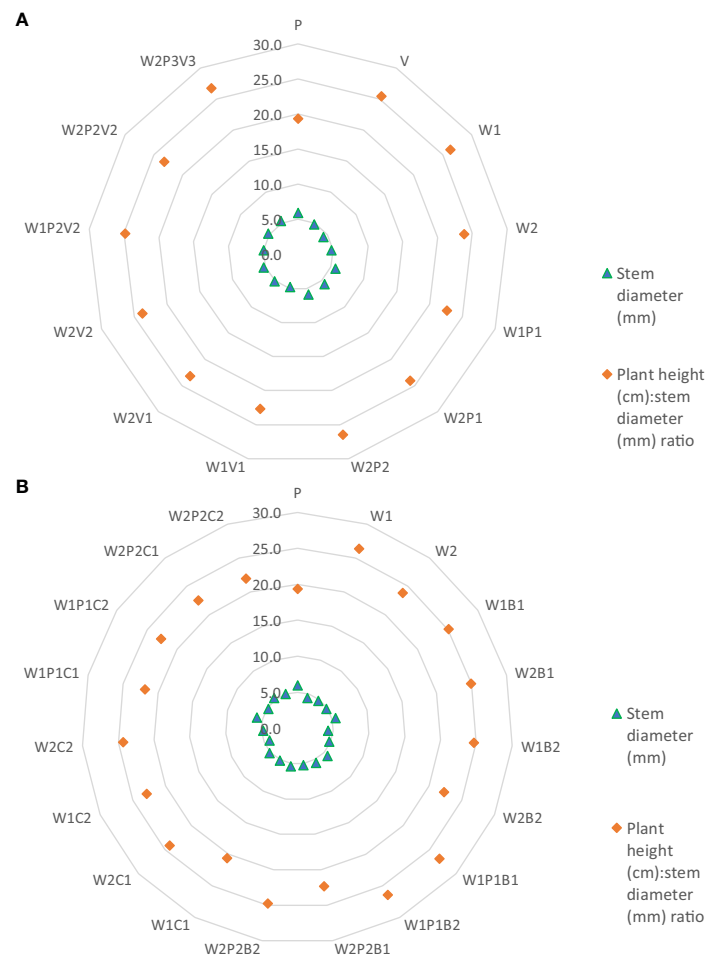 A
P
30.0
W2P3V3
V
25.0
W2P2V2
W1
20.0
15.0
10.0
W1P2V2
W2
5.0
0.0
Stem
diameter
(mm)
W2V2
W1P1
Plant height
(cm):stem
diameter
(mm) ratio
W2V1
W2P1
W1V1
W2P2
B
P
30.0
W2P2C2
W1
25.0
W2P2C1
W2
20.0
W1P1C2
W1B1
15.0
10.0
W1P1C1
W2B1
5.0
0.0
Stem
diameter
(mm)
W2C2
W1B2
W1C2
W2B2
Plant
height
(cm):stem
diameter
(mm) ratio
W2C1
W1P1B1
W1C1
W1P1B2
W2P2B2
W2P2B1